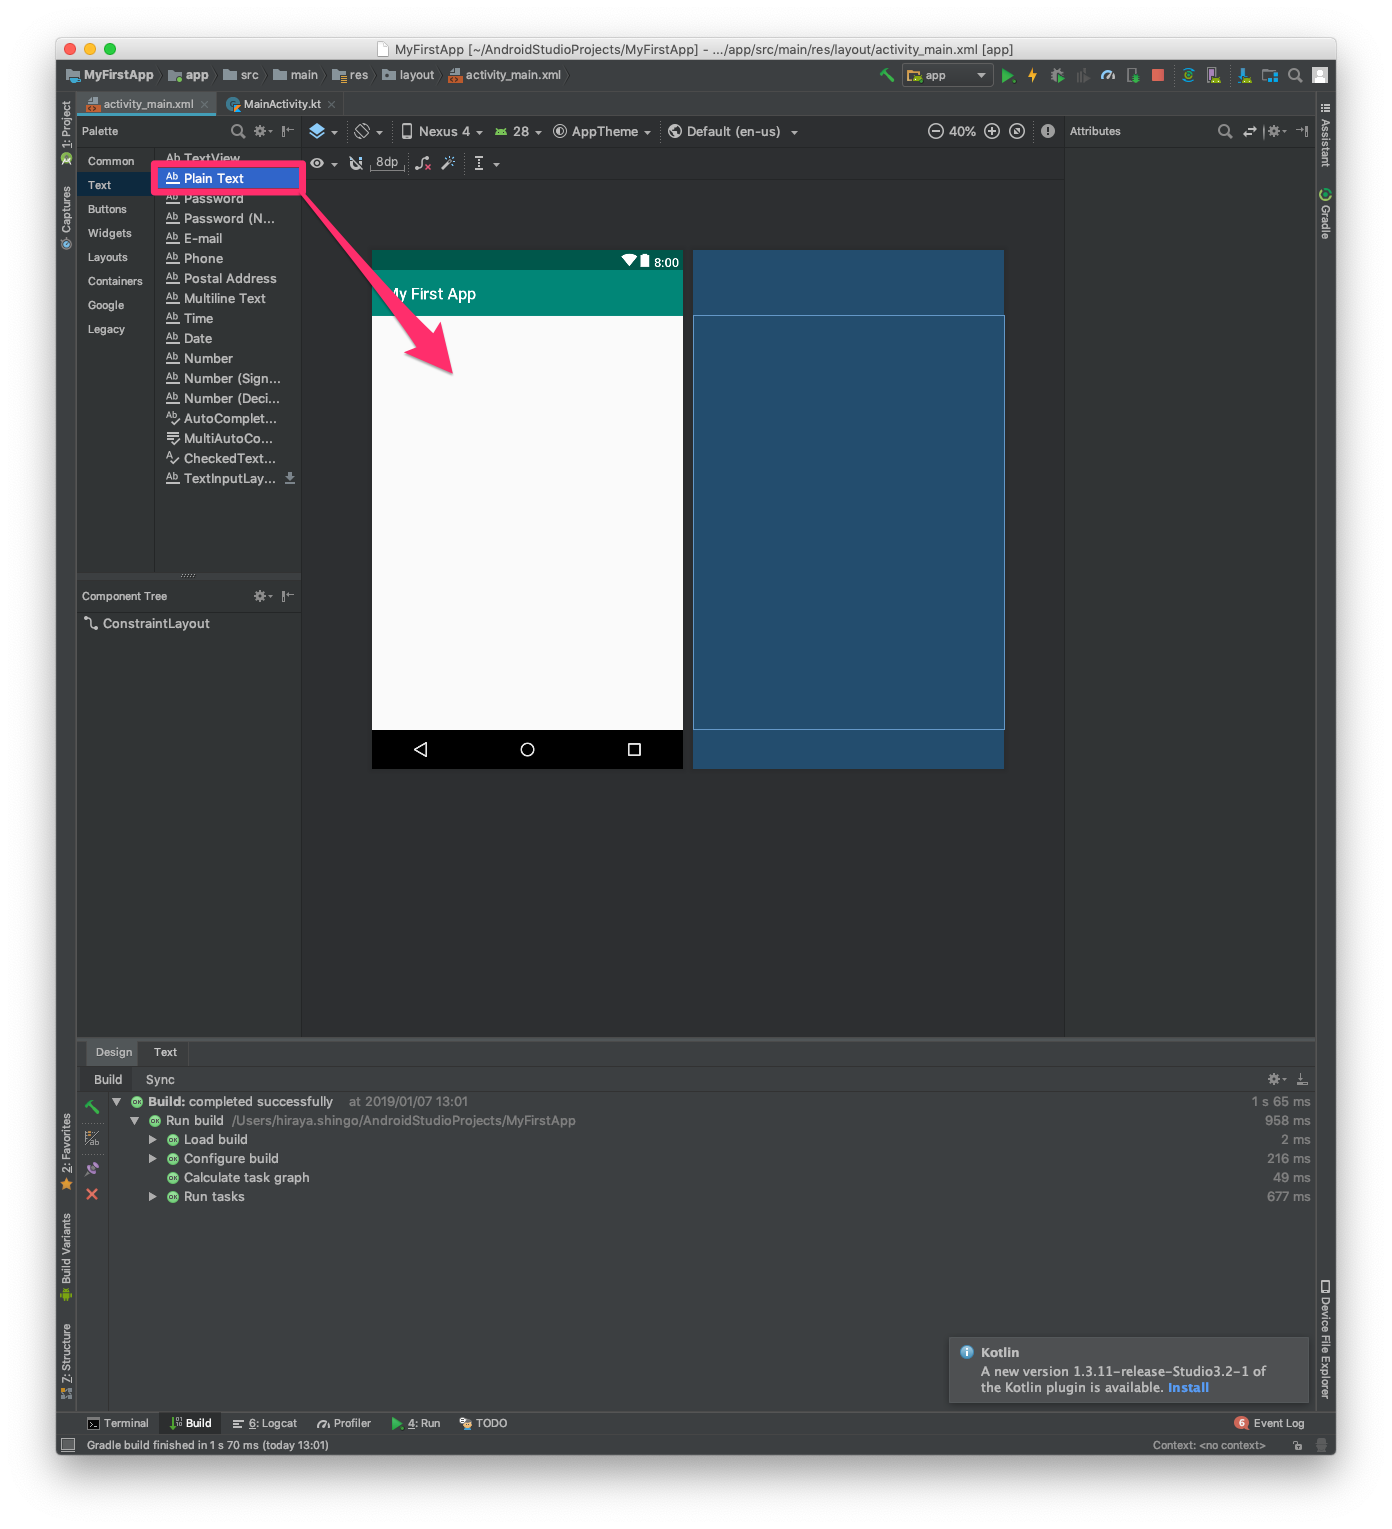 MyFirstApp [~/AndroidStudioProjects/MyFirstApp] - .../app/src/main/res/layout/activity_main.xml [app]
MyFirstApp app src main res layout activity_main.xml app
activity_main.xml MainActivity.kt
Palette
Nexus 4 28 AppTheme Default (en-us) 40% Attributes
8dp
Common
Text
Buttons
Widgets
Layouts
Containers
Google
Legacy
Ab TextView
Ab Plain Text
Ab Password
Ab Password (N...
Ab E-mail
Ab Phone
Ab Postal Address
Ab Multiline Text
Ab Time
Ab Date
Ab Number
Ab Number (Sign...
Ab Number (Deci...
Ab AutoComplet...
MultiAutoCo...
A CheckedText...
Ab TextInputLay...
8:00
My First App
Component Tree
ConstraintLayout
Design Text
Build Sync
Build: completed successfully at 2019/01/07 13:01 1 s 65 ms
Run build /Users/hiraya.shingo/AndroidStudioProjects/MyFirstApp 958 ms
Load build 2 ms
Configure build 216 ms
Calculate task graph 49 ms
Run tasks 677 ms
Kotlin
A new version 1.3.11-release-Studio3.2-1 of
the Kotlin plugin is available. Install
Terminal Build 6: Logcat Profiler 4: Run TODO 6 Event Log
Gradle build finished in 1 s 70 ms (today 13:01) Context: <no context>
1: Project
Captures
2: Favorites
Build Variants
7: Structure
Assistant
Gradle
Device File Explorer